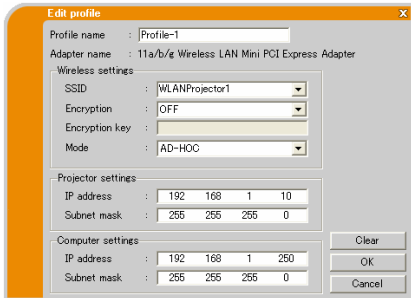 Edit profile x
Profile name : Profile-1
Adapter name : 11a/b/g Wireless LAN Mini PCI Express Adapter
Wireless settings
SSID : WLANProjector1
Encryption : OFF
Encryption key :
Mode : AD-HOC
Projector settings
IP address : 192 168 1 10
Subnet mask : 255 255 255 0
Computer settings
IP address : 192 168 1 250
Subnet mask : 255 255 255 0
Clear
OK
Cancel